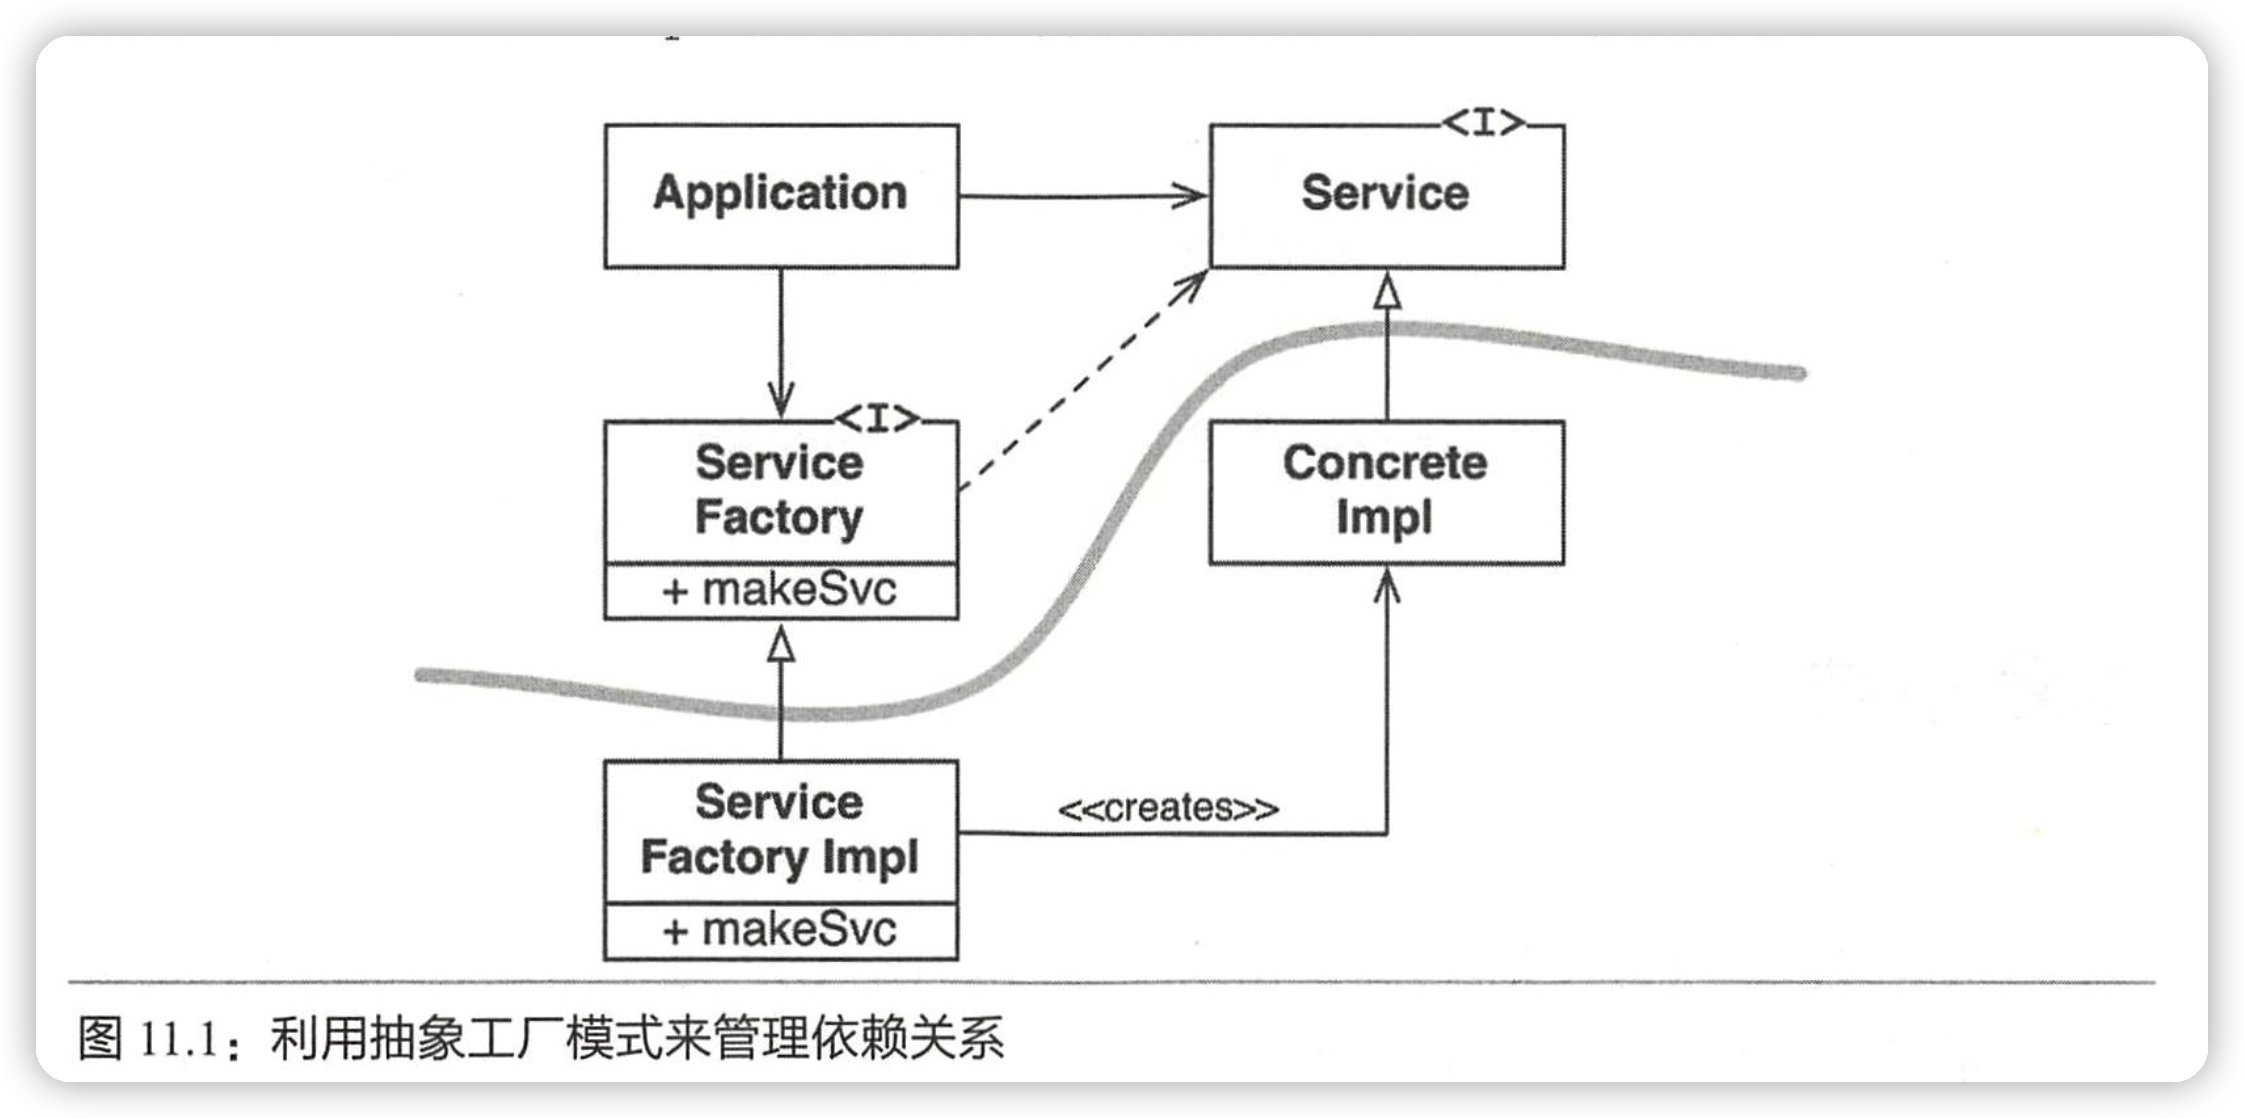 Application
<I>
Service
<I>
Service
Factory
+ makeSvc
Concrete
Impl
Service
Factory Impl
+ makeSvc
<<creates>>
图 11.1：利用抽象工厂模式来管理依赖关系